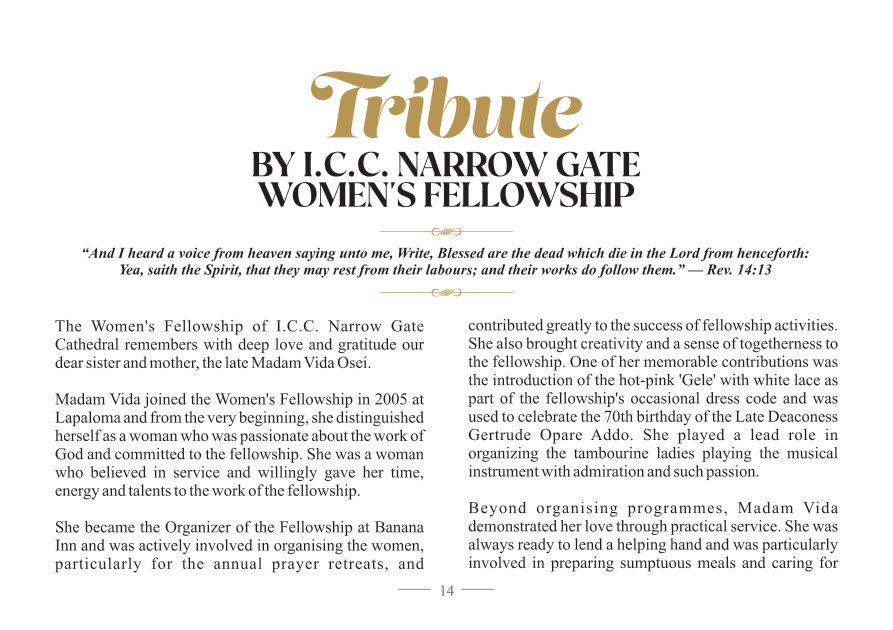 Tribute
BY I.C.C. NARROW GATE
WOMEN'S FELLOWSHIP
“And I heard a voice from heaven saying unto me, Write, Blessed are the dead which die in the Lord from henceforth:
Yea, saith the Spirit, that they may rest from their labours; and their works do follow them.” — Rev. 14:13
The Women's Fellowship of I.C.C. Narrow Gate
Cathedral remembers with deep love and gratitude our
dear sister and mother, the late Madam Vida Osei.
Madam Vida joined the Women's Fellowship in 2005 at
Lapaloma and from the very beginning, she distinguished
herself as a woman who was passionate about the work of
God and committed to the fellowship. She was a woman
who believed in service and willingly gave her time,
energy and talents to the work of the fellowship.
She became the Organizer of the Fellowship at Banana
Inn and was actively involved in organising the women,
particularly for the annual prayer retreats, and
contributed greatly to the success of fellowship activities.
She also brought creativity and a sense of togetherness to
the fellowship. One of her memorable contributions was
the introduction of the hot-pink 'Gele' with white lace as
part of the fellowship's occasional dress code and was
used to celebrate the 70th birthday of the Late Deaconess
Gertrude Opare Addo. She played a lead role in
organizing the tambourine ladies playing the musical
instrument with admiration and such passion.
Beyond organising programmes, Madam Vida
demonstrated her love through practical service. She was
always ready to lend a helping hand and was particularly
involved in preparing sumptuous meals and caring for
14